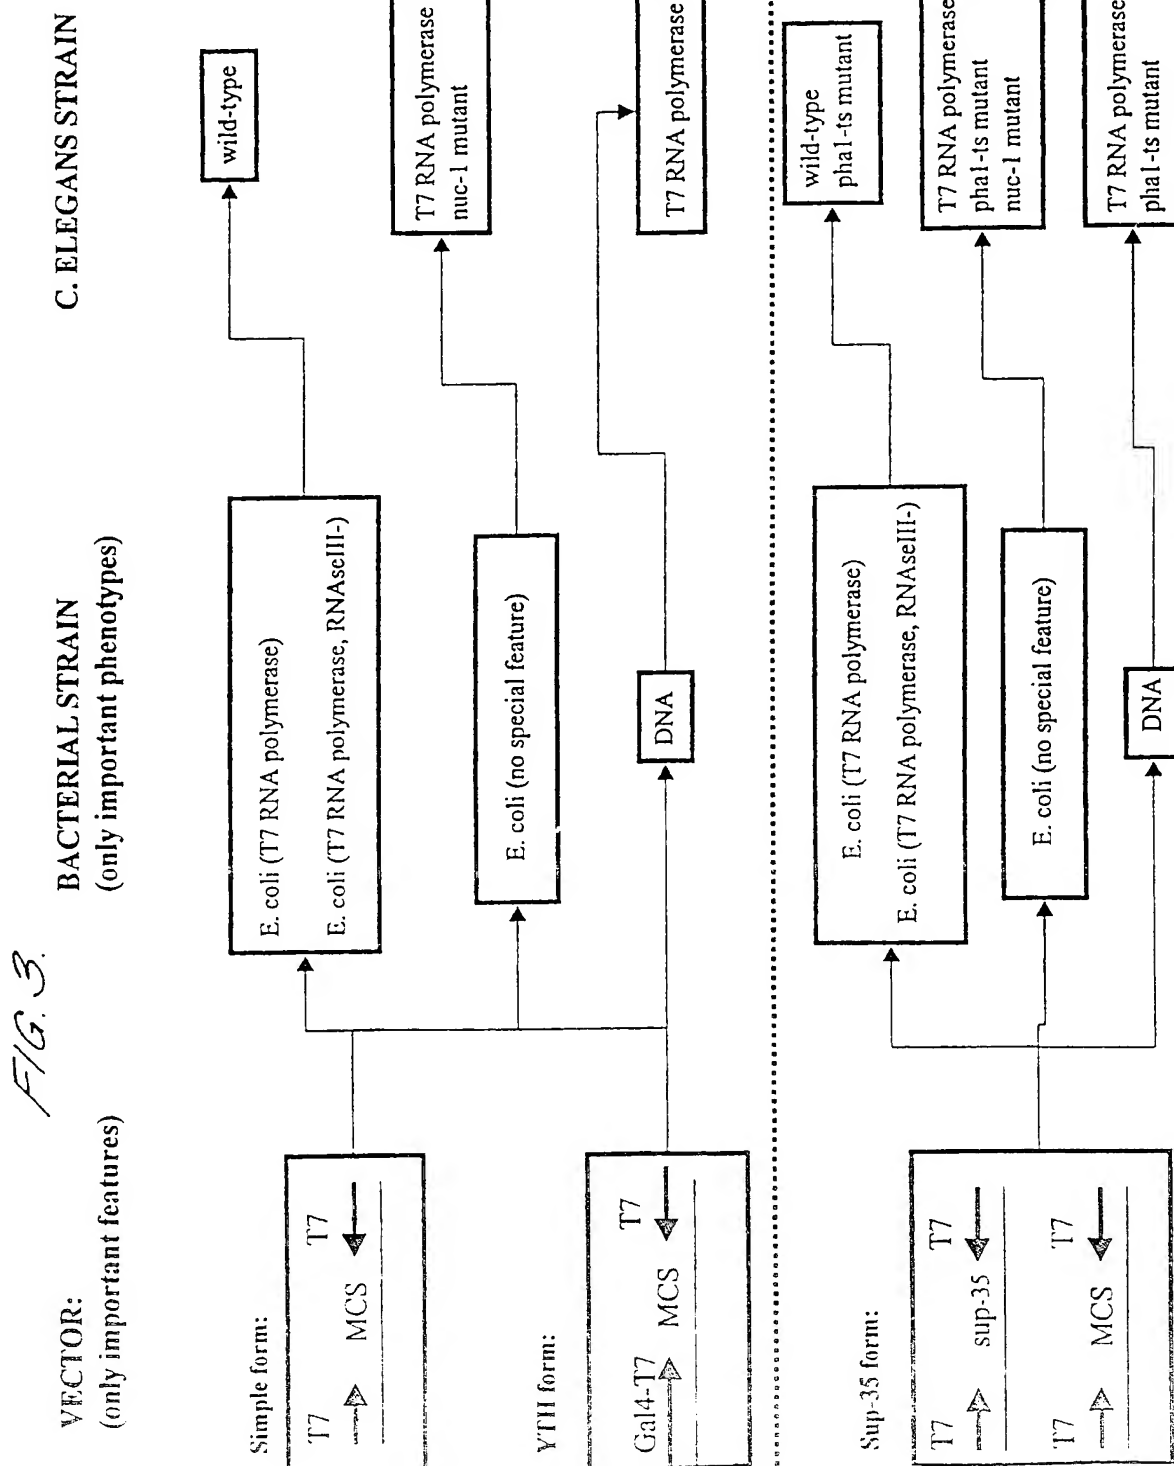 FIG. 3.
VECTOR:
(only important features)
BACTERIAL STRAIN
(only important phenotypes)
C. ELEGANS STRAIN
Simple form:
T7 T7
MCS
E. coli (T7 RNA polymerase)
E. coli (T7 RNA polymerase, RNAseIII-)
wild-type
E. coli (no special feature)
T7 RNA polymerase
nuc-1 mutant
YTH form:
Gal4-T7 T7
MCS
DNA
T7 RNA polymerase
Sup-35 form:
T7 T7
sup-35
T7 T7
MCS
E. coli (T7 RNA polymerase)
E. coli (T7 RNA polymerase, RNAseIII-)
wild-type
pha1-ts mutant
E. coli (no special feature)
T7 RNA polymerase
pha1-ts mutant
nuc-1 mutant
DNA
T7 RNA polymerase
pha1-ts mutant